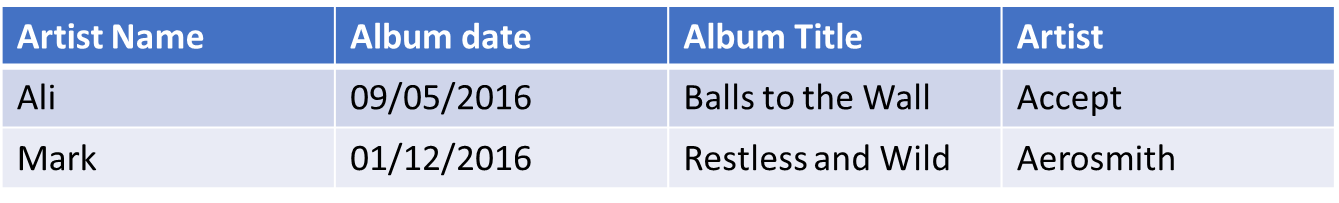 Artist Name Album date Album Title Artist
Ali 09/05/2016 Balls to the Wall Accept
Mark 01/12/2016 Restless and Wild Aerosmith